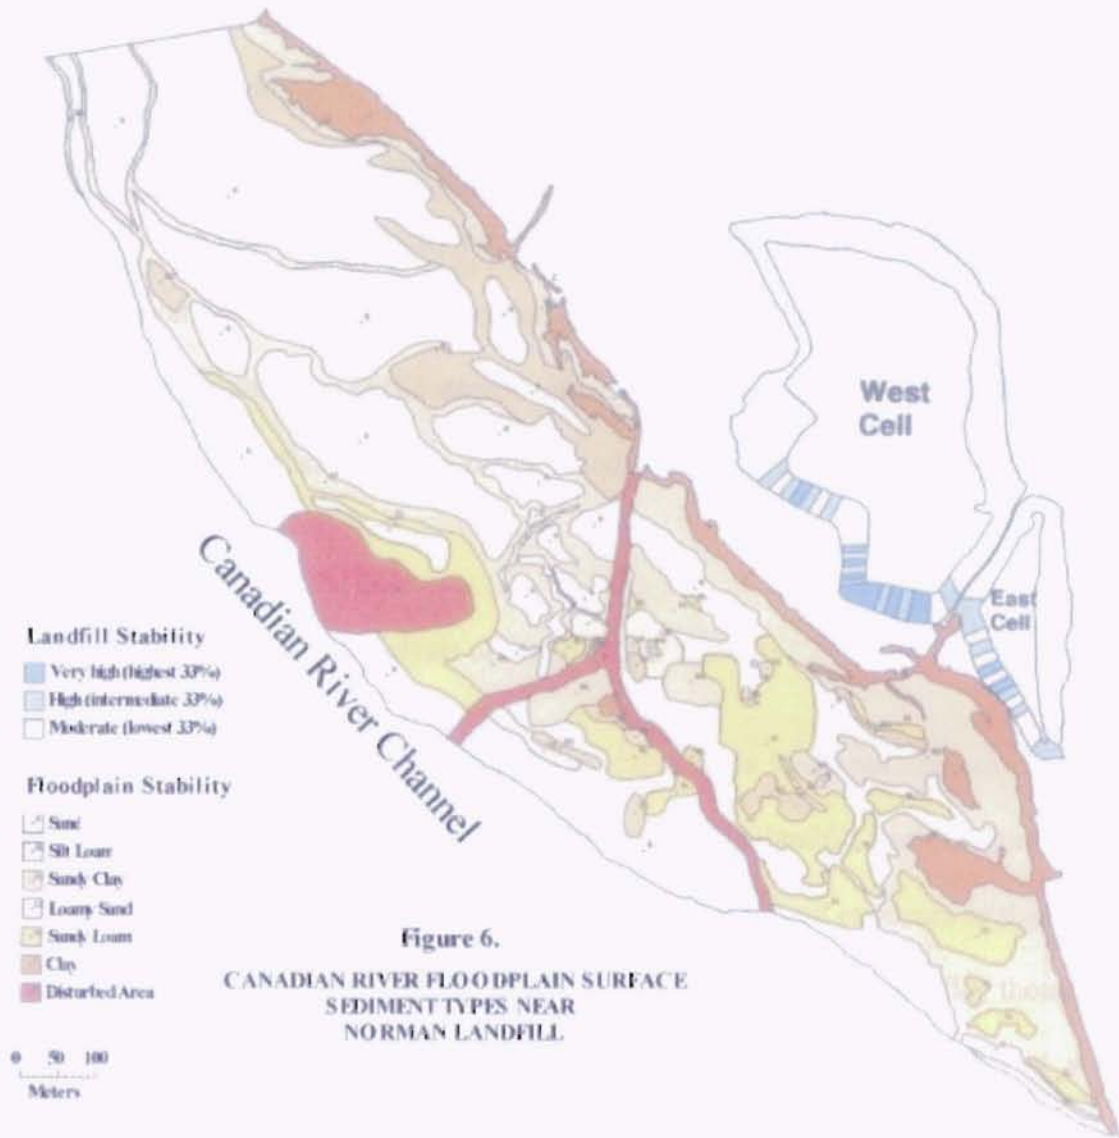 West
Cell
East
Cell
Canadian River Channel
Landfill Stability
Very high (highest 33%)
High (intermediate 33%)
Moderate (lowest 33%)
Floodplain Stability
Sand
Silt Loam
Sandy Clay
Loamy Sand
Sandy Loam
Clay
Disturbed Area
0 50 100
Meters
Figure 6.
CANADIAN RIVER FLOODPLAIN SURFACE
SEDIMENT TYPES NEAR
NORMAN LANDFILL